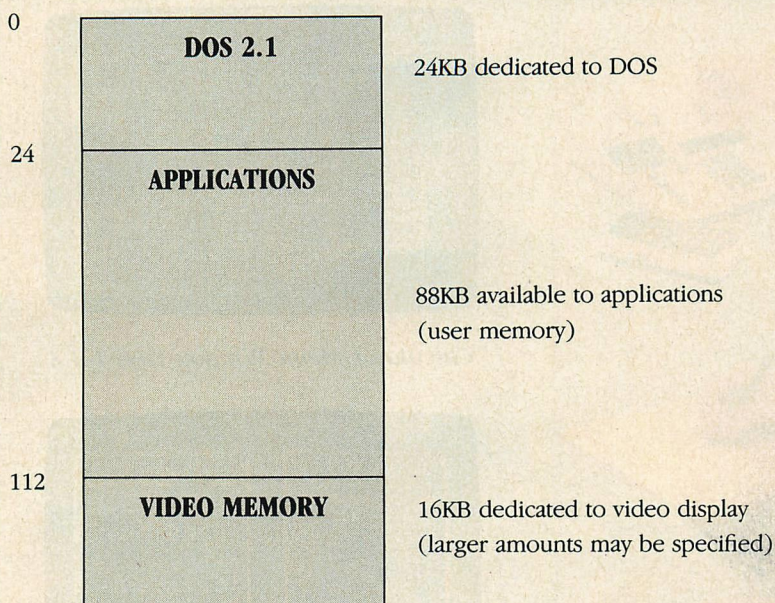 0
DOS 2.1
24KB dedicated to DOS
24
APPLICATIONS
88KB available to applications
(user memory)
112
VIDEO MEMORY
16KB dedicated to video display
(larger amounts may be specified)